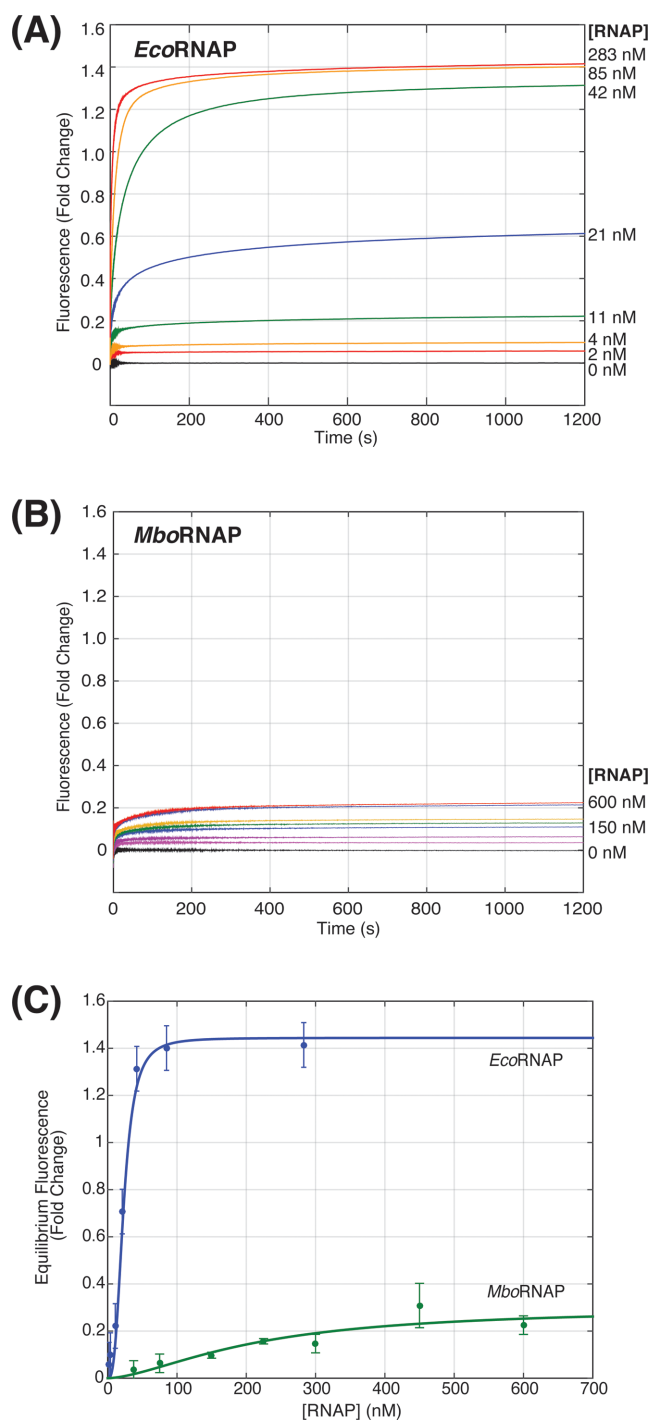 (A)
EcoRNAP
[RNAP]
283 nM
85 nM
42 nM
21 nM
11 nM
4 nM
2 nM
0 nM
1.6
1.4
1.2
1.0
0.8
0.6
0.4
0.2
0
Fluorescence (Fold Change)
0 200 400 600 800 1000 1200
Time (s)
(B)
MboRNAP
[RNAP]
600 nM
150 nM
0 nM
1.6
1.4
1.2
1.0
0.8
0.6
0.4
0.2
0
Fluorescence (Fold Change)
0 200 400 600 800 1000 1200
Time (s)
(C)
1.6
1.4
1.2
1
0.8
0.6
0.4
0.2
0
Equilibrium Fluorescence
(Fold Change)
EcoRNAP
MboRNAP
0 100 200 300 400 500 600 700
[RNAP] (nM)